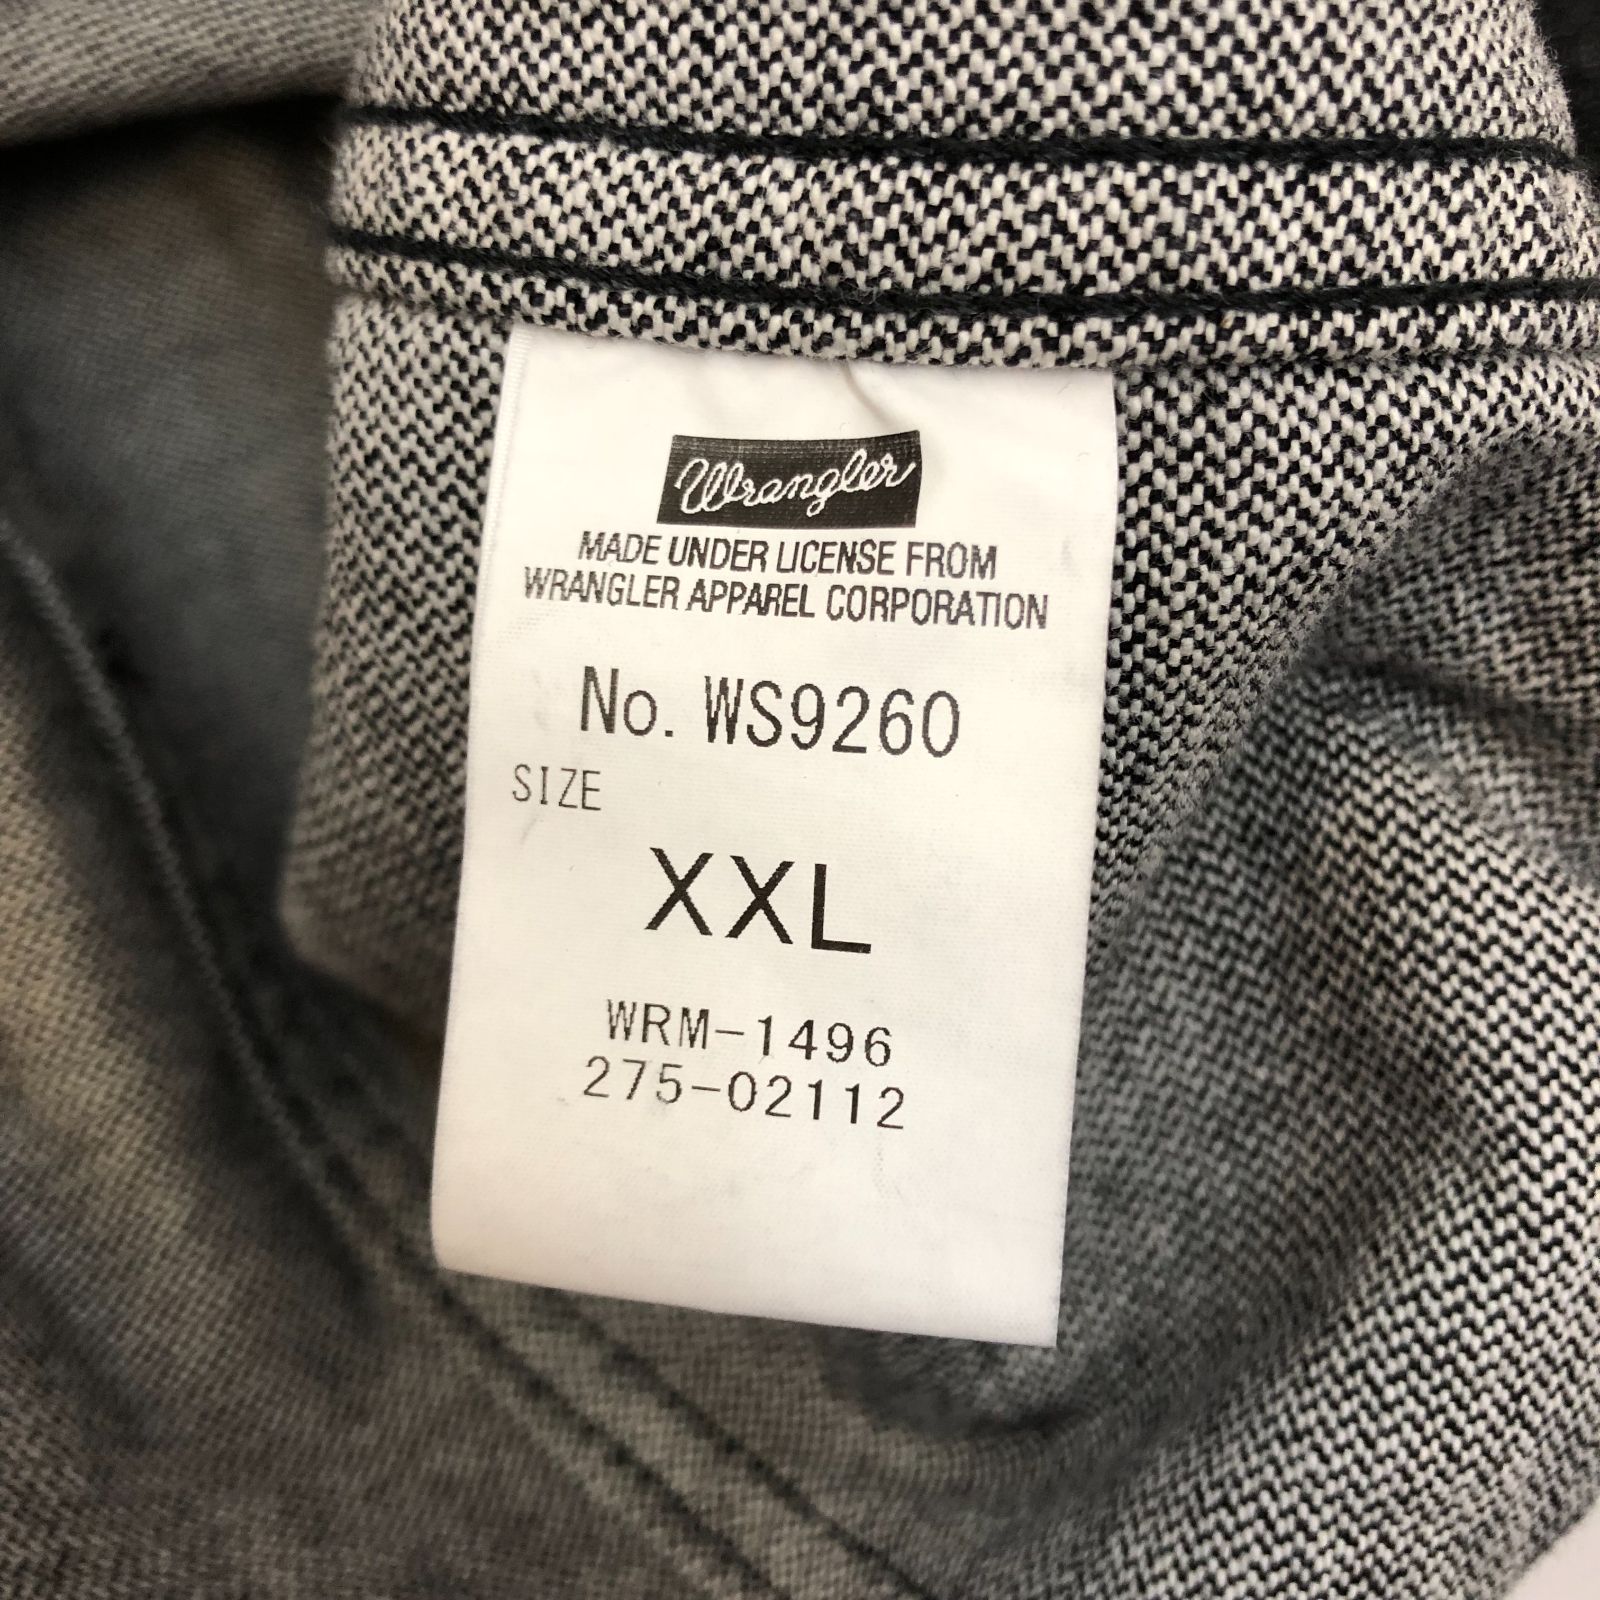 Wrangler
MADE UNDER LICENSE FROM
WRANGLER APPAREL CORPORATION
No. WS9260
SIZE
XXL
WRM-1496
275-02112